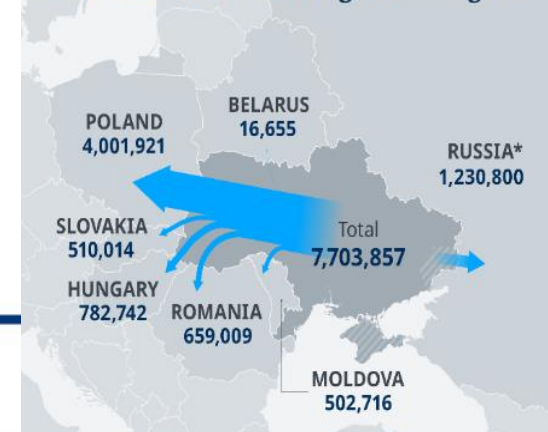 POLAND
4,001,921
BELARUS
16,655
RUSSIA*
1,230,800
SLOVAKIA
510,014
Total
7,703,857
HUNGARY
782,742
ROMANIA
659,009
MOLDOVA
502,716